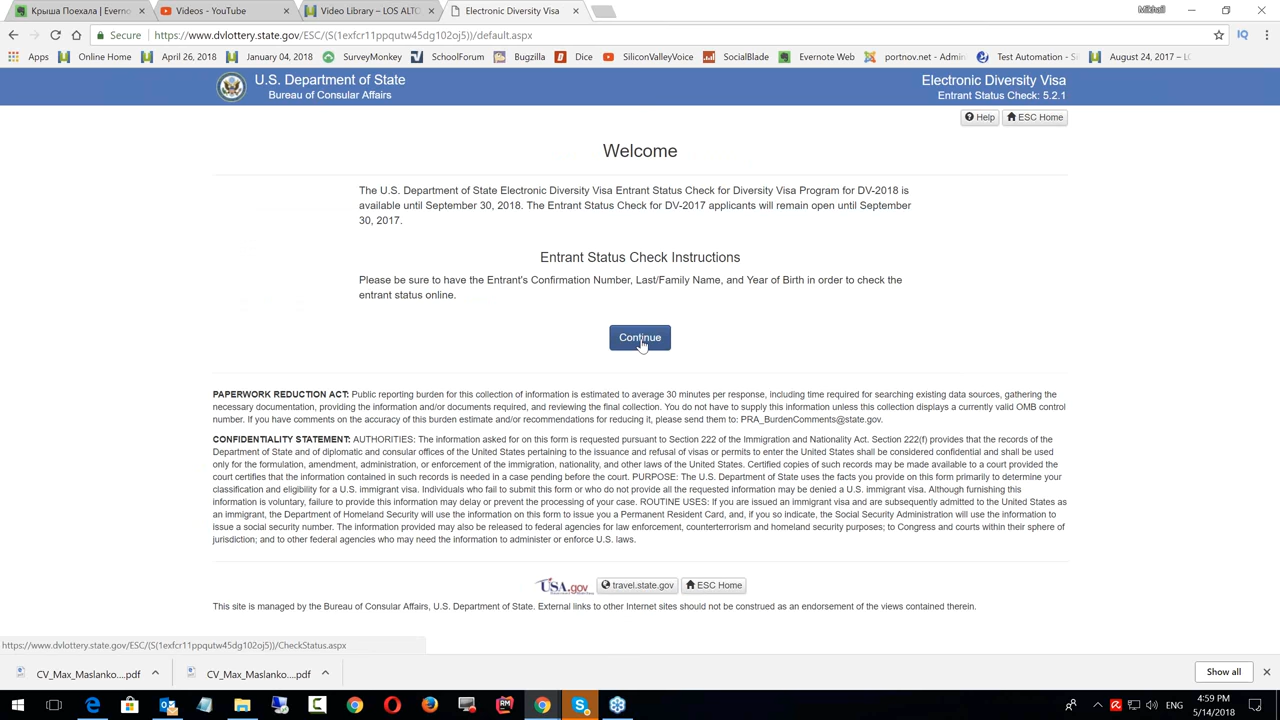 Крыша Поехала | Everno
Videos - YouTube
Video Library – LOS ALTO
Electronic Diversity Visa
Mikhail
Secure
https://www.dvlottery.state.gov/ESC/(S(1exfcr11ppqutw45dg102oj5))/default.aspx
Apps
Online Home
April 26, 2018
January 04, 2018
SurveyMonkey
SchoolForum
Bugzilla
Dice
SiliconValleyVoice
SocialBlade
Evernote Web
portnov.net - Admin
Test Automation - Si
August 24, 2017 – LO
U.S. Department of State
Bureau of Consular Affairs
Electronic Diversity Visa
Entrant Status Check: 5.2.1
Help
ESC Home
Welcome
The U.S. Department of State Electronic Diversity Visa Entrant Status Check for Diversity Visa Program for DV-2018 is
available until September 30, 2018. The Entrant Status Check for DV-2017 applicants will remain open until September
30, 2017.
Entrant Status Check Instructions
Please be sure to have the Entrant's Confirmation Number, Last/Family Name, and Year of Birth in order to check the
entrant status online.
Continue
PAPERWORK REDUCTION ACT: Public reporting burden for this collection of information is estimated to average 30 minutes per response, including time required for searching existing data sources, gathering the
necessary documentation, providing the information and/or documents required, and reviewing the final collection. You do not have to supply this information unless this collection displays a currently valid OMB control
number. If you have comments on the accuracy of this burden estimate and/or recommendations for reducing it, please send them to: PRA_BurdenComments@state.gov.
CONFIDENTIALITY STATEMENT: AUTHORITIES: The information asked for on this form is requested pursuant to Section 222 of the Immigration and Nationality Act. Section 222(f) provides that the records of the
Department of State and of diplomatic and consular offices of the United States pertaining to the issuance and refusal of visas or permits to enter the United States shall be considered confidential and shall be
used only for the formulation, amendment, administration, or enforcement of the immigration, nationality, and other laws of the United States. Certified copies of such records may be made available to a court provided the
court certifies that the information contained in such records is needed in a case pending before the court. PURPOSE: The U.S. Department of State uses the facts you provide on this form primarily to determine your
classification and eligibility for a U.S. immigrant visa. Individuals who fail to submit this form or who do not provide all the requested information may be denied a U.S. immigrant visa. Although furnishing this
information is voluntary, failure to provide this information may delay or prevent the processing of your case. ROUTINE USES: If you are issued an immigrant visa and are subsequently admitted to the United States as
an immigrant, the Department of Homeland Security will use the information on this form to issue you a Permanent Resident Card, and, if you so indicate, the Social Security Administration will use the information to
issue a social security number. The information provided may also be released to federal agencies for law enforcement, counterterrorism and homeland security purposes; to Congress and courts within their sphere of
jurisdiction; and to other federal agencies who may need the information to administer or enforce U.S. laws.
USA.gov
travel.state.gov
ESC Home
This site is managed by the Bureau of Consular Affairs, U.S. Department of State. External links to other Internet sites should not be construed as an endorsement of the views contained therein.
https://www.dvlottery.state.gov/ESC/(S(1exfcr11ppqutw45dg102oj5))/CheckStatus.aspx
CV_Max_Maslanko....pdf
CV_Max_Maslanko....pdf
Show all
ENG
4:59 PM
5/14/2018